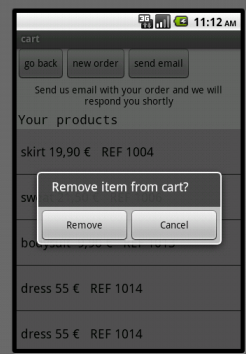 3G 11:12 AM
cart
go back new order send email
Send us email with your order and we will
respond you shortly
Your products
skirt 19,90 € REF 1004
Remove item from cart?
Remove Cancel
dress 55 € REF 1014
dress 55 € REF 1014